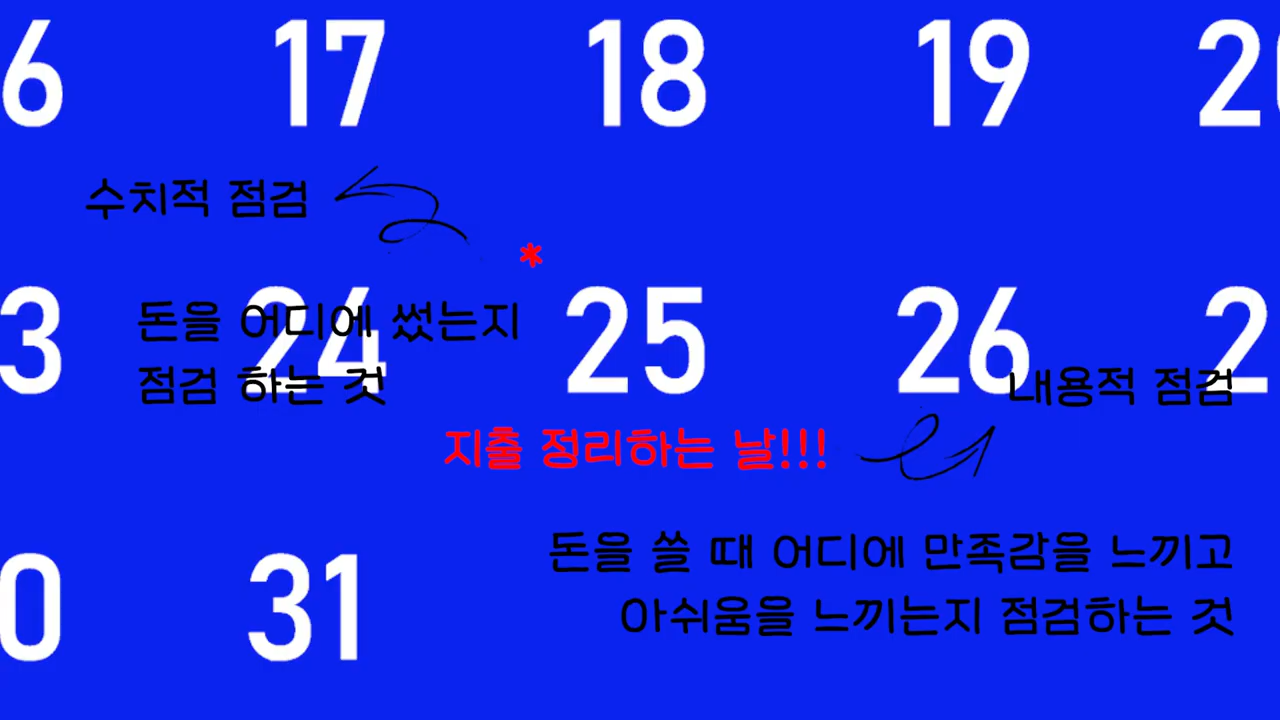 6 17 18 19 20
수치적 점검
*
3 24 25 26 2
돈을 어디에 썼는지
점검 하는 것
내용적 점검
지출 정리하는 날!!!
0 31
돈을 쓸 때 어디에 만족감을 느끼고
아쉬움을 느끼는지 점검하는 것